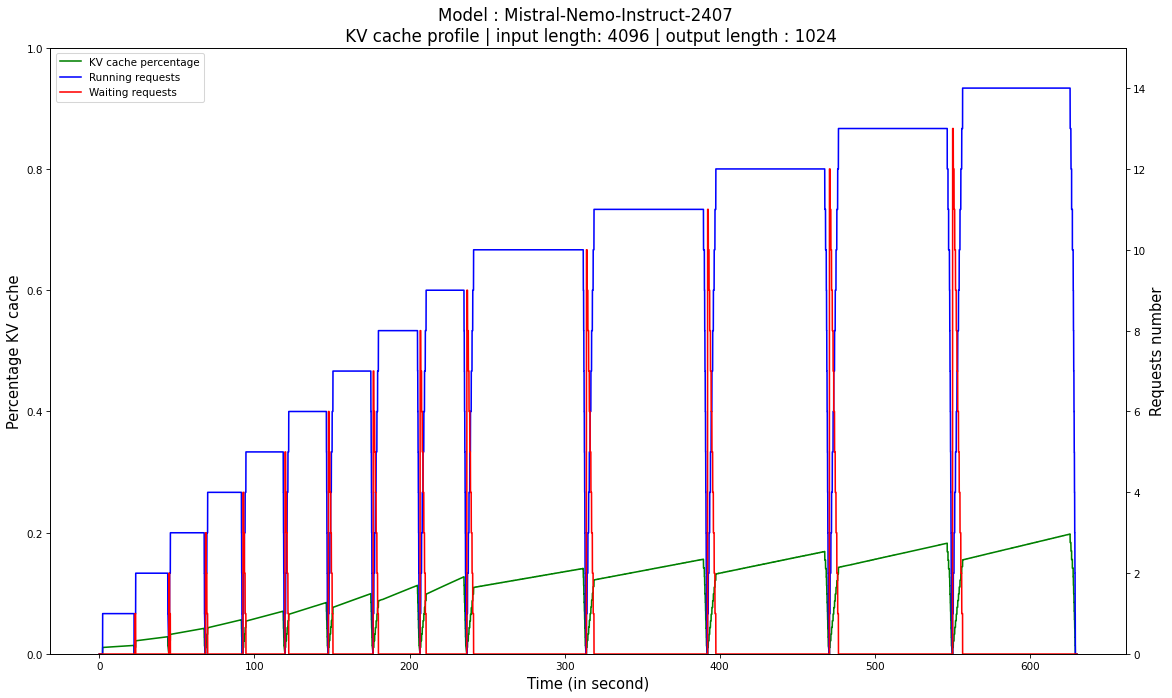 Model : Mistral-Nemo-Instruct-2407
KV cache profile | input length: 4096 | output length : 1024
KV cache percentage
Running requests
Waiting requests
Percentage KV cache
1.0
0.8
0.6
0.4
0.2
0.0
14
12
10
8
6
4
2
0
Requests number
0 100 200 300 400 500 600
Time (in second)